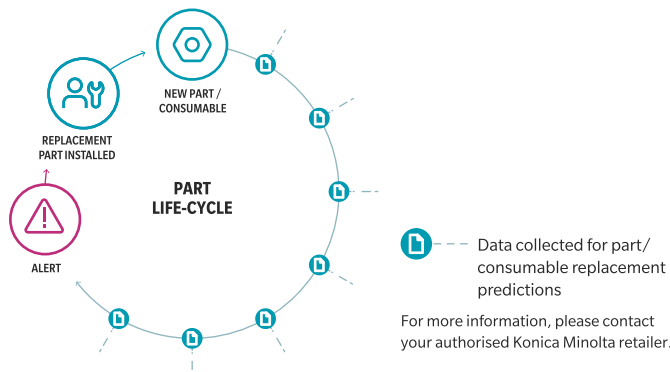 NEW PART /
CONSUMABLE
REPLACEMENT
PART INSTALLED
PART
LIFE-CYCLE
ALERT
Data collected for part/
consumable replacement
predictions
For more information, please contact
your authorised Konica Minolta retailer.